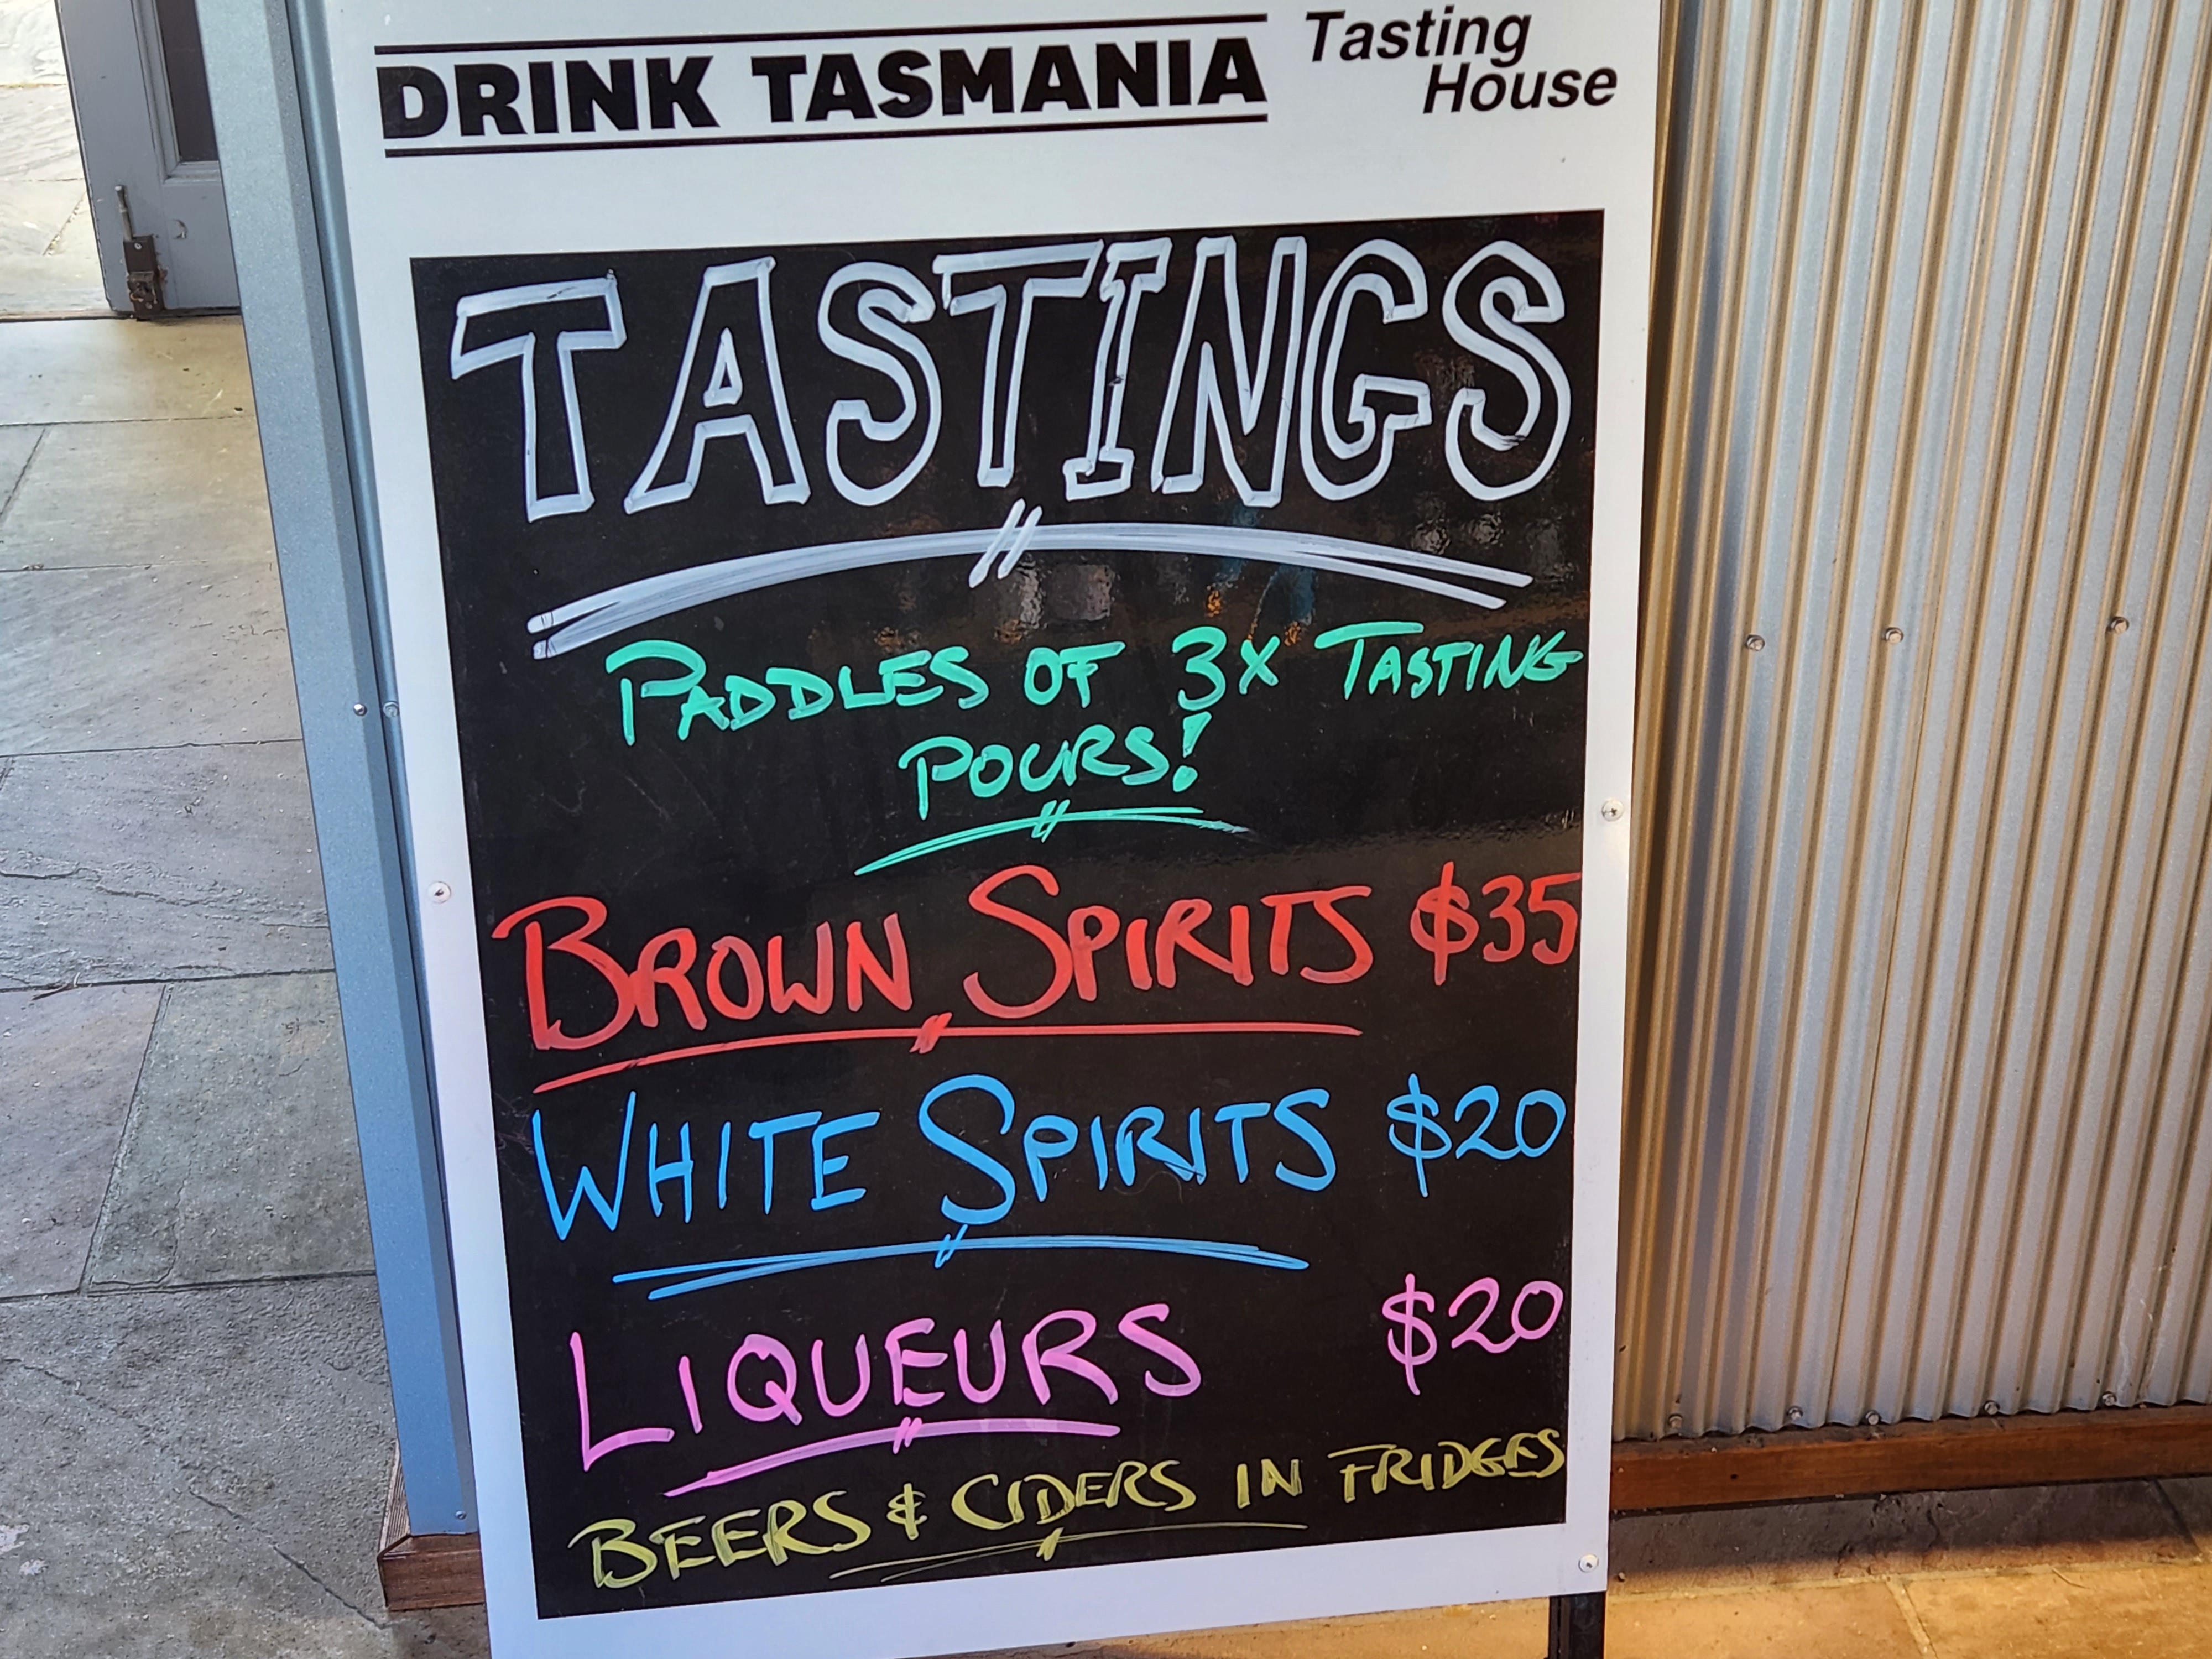 DRINK TASMANIA
Tasting
House
TASTINGS
PADDLES OF 3X TASTING
POURS!
BROWN SPIRITS $35
WHITE SPIRITS $20
LIQUEURS $20
BEERS & CIDERS IN FRIDGES